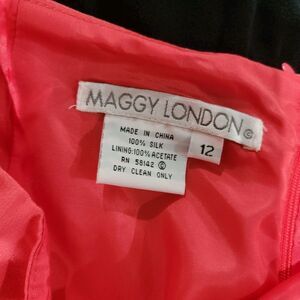 MAGGY LONDON ©
MADE IN CHINA
100% SILK
LINING:100% ACETATE
RN 58142 ©
DRY CLEAN ONLY
12